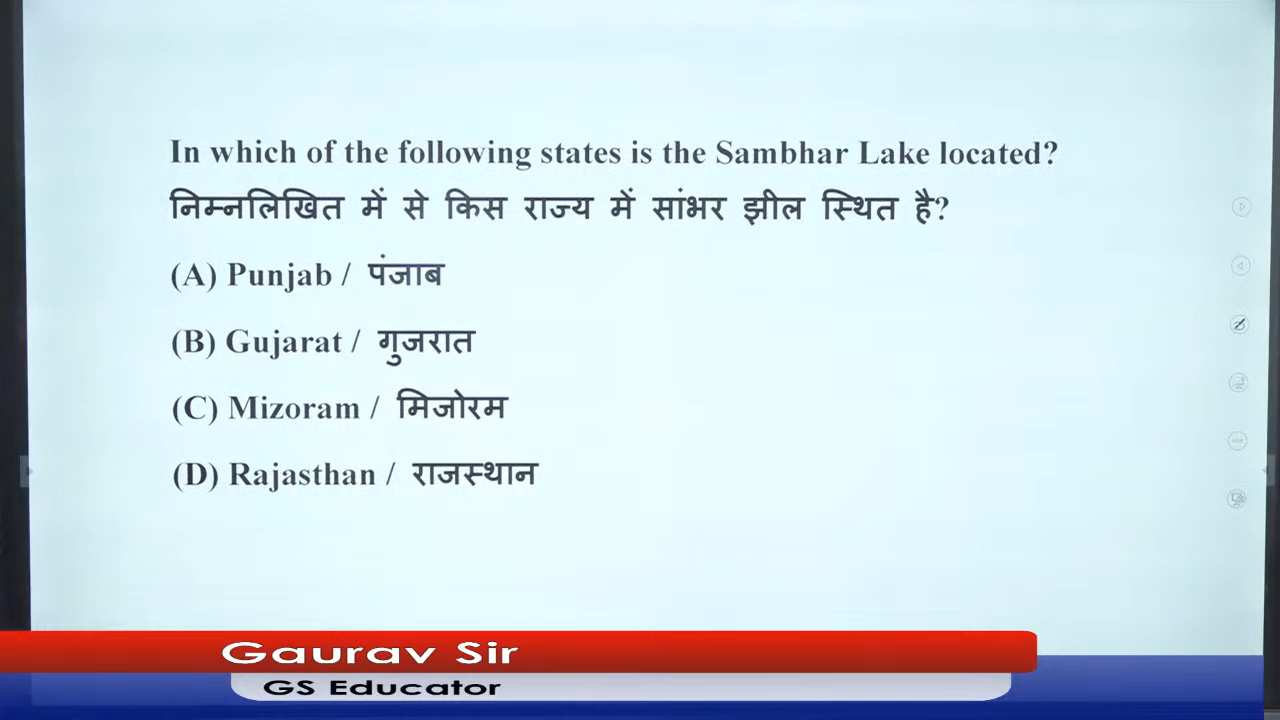 In which of the following states is the Sambhar Lake located?
निम्नलिखित में से किस राज्य में सांभर झील स्थित है?
(A) Punjab / पंजाब
(B) Gujarat / गुजरात
(C) Mizoram / मिजोरम
(D) Rajasthan / राजस्थान
Gaurav Sir
GS Educator